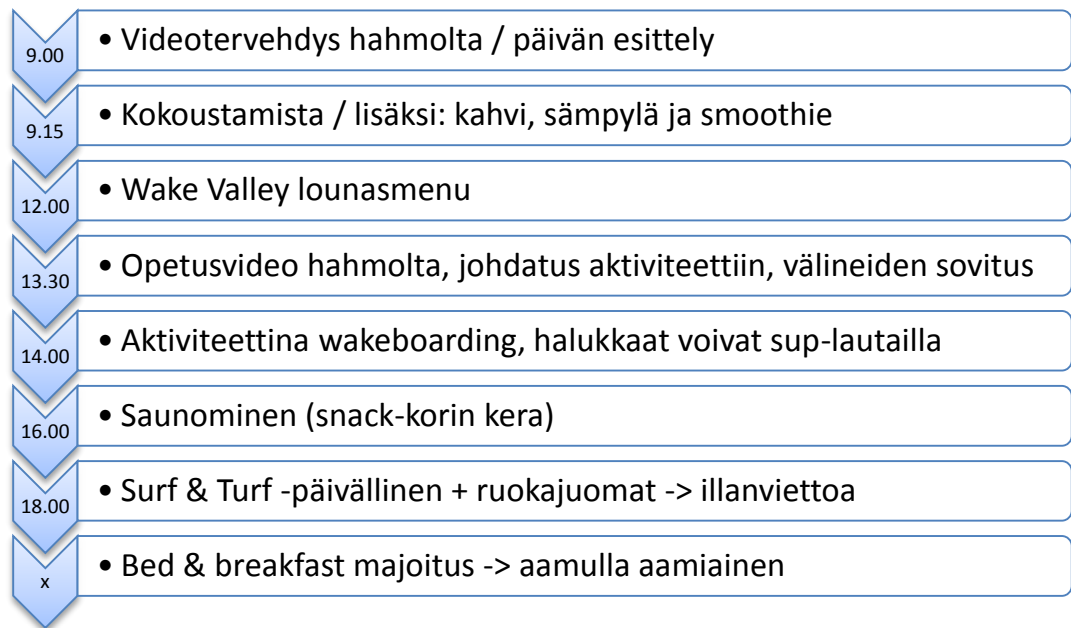 9.00
• Videotervehdys hahmolta / päivän esittely
9.15
• Kokoustamista / lisäksi: kahvi, sämpylä ja smoothie
12.00
• Wake Valley lounasmenu
13.30
• Opetusvideo hahmolta, johdatus aktiviteettiin, välineiden sovitus
14.00
• Aktiviteettina wakeboarding, halukkaat voivat sup-lautailla
16.00
• Saunominen (snack-korin kera)
18.00
• Surf & Turf -päivällinen + ruokajuomat -> illanviettoa
x
• Bed & breakfast majoitus -> aamulla aamiainen